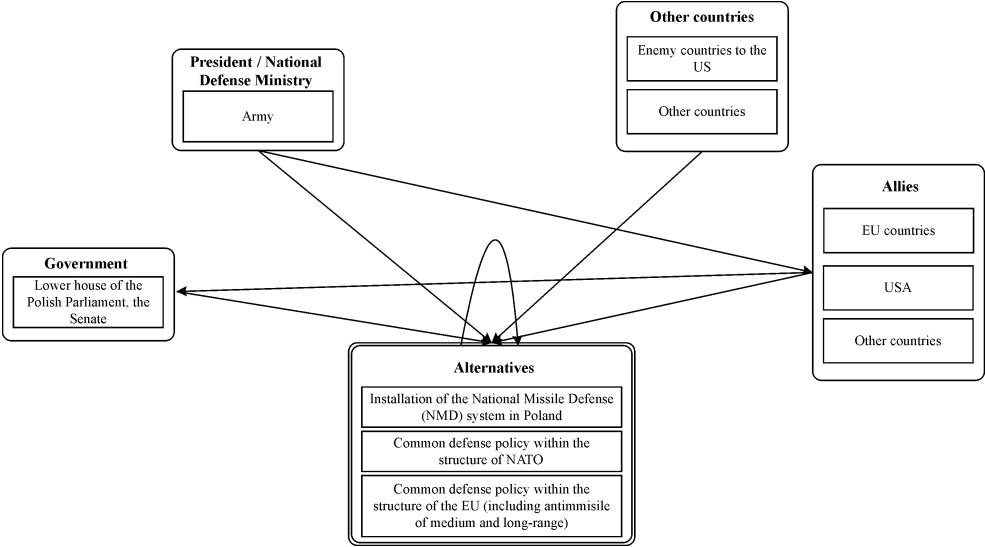 Other countries
Enemy countries to the
US
Other countries
President / National
Defense Ministry
Army
Allies
EU countries
USA
Other countries
Government
Lower house of the
Polish Parliament, the
Senate
Alternatives
Installation of the National Missile Defense
(NMD) system in Poland
Common defense policy within the
structure of NATO
Common defense policy within the
structure of the EU (including antimmisile
of medium and long-range)